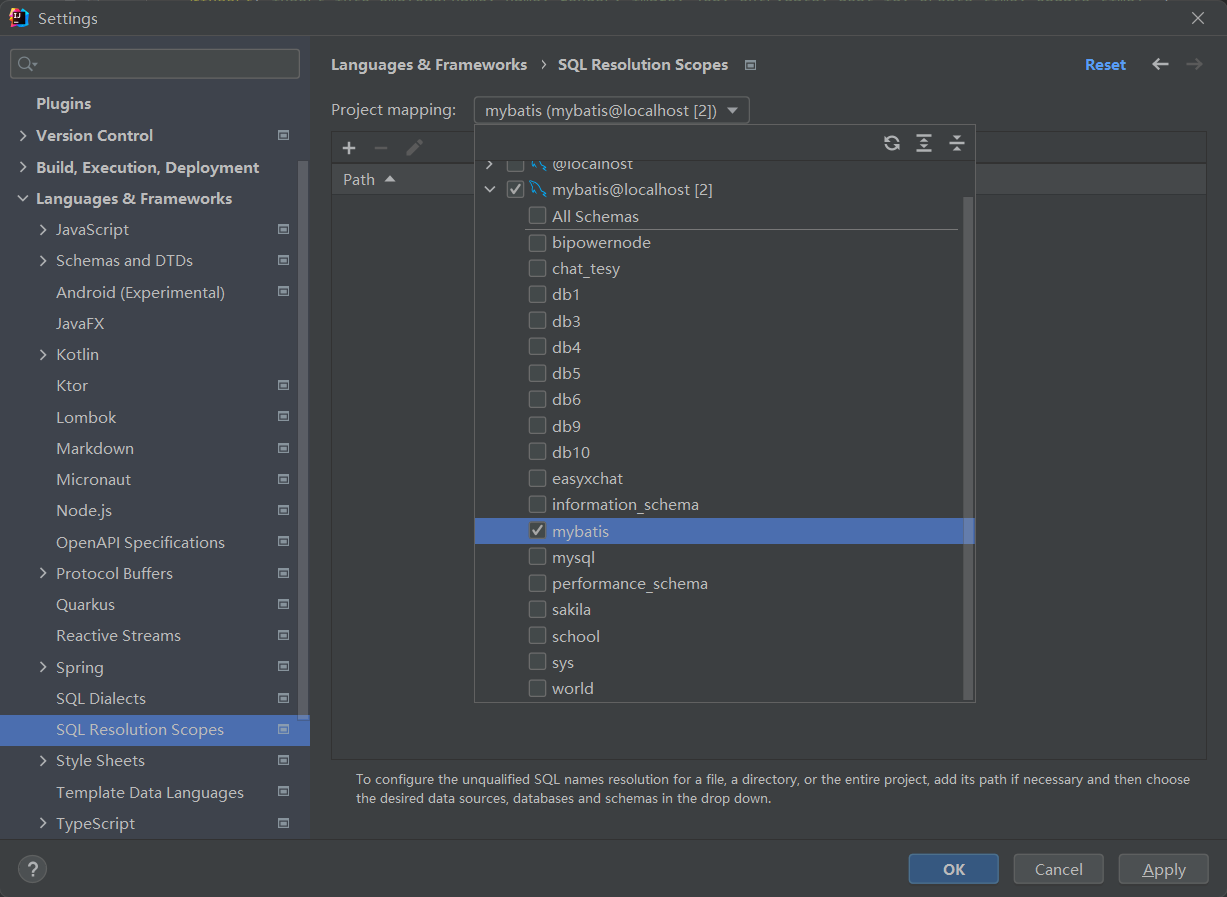 Settings
Languages & Frameworks › SQL Resolution Scopes
Reset
Project mapping:
mybatis (mybatis@localhost [2])
Path
@localhost
mybatis@localhost [2]
All Schemas
bipowernode
chat_tesy
db1
db3
db4
db5
db6
db9
db10
easyxchat
information_schema
mybatis
mysql
performance_schema
sakila
school
sys
world
Plugins
Version Control
Build, Execution, Deployment
Languages & Frameworks
JavaScript
Schemas and DTDs
Android (Experimental)
JavaFX
Kotlin
Ktor
Lombok
Markdown
Micronaut
Node.js
OpenAPI Specifications
Protocol Buffers
Quarkus
Reactive Streams
Spring
SQL Dialects
SQL Resolution Scopes
Style Sheets
Template Data Languages
TypeScript
To configure the unqualified SQL names resolution for a file, a directory, or the entire project, add its path if necessary and then choose
the desired data sources, databases and schemas in the drop down.
?
OK
Cancel
Apply